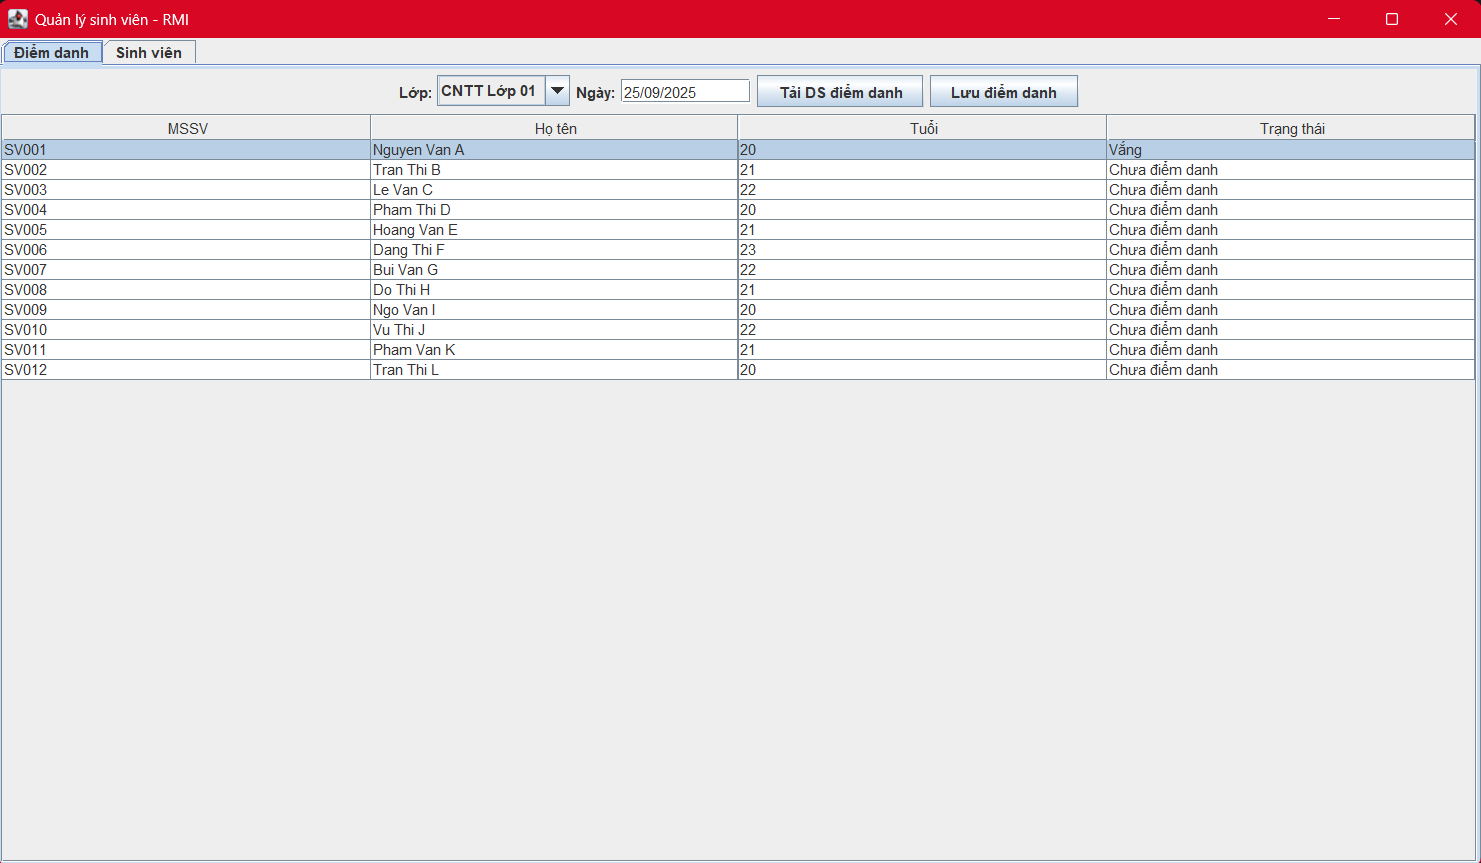 Quản lý sinh viên - RMI
Điểm danh Sinh viên
Lớp: CNTT Lớp 01 Ngày: 25/09/2025 Tải DS điểm danh Lưu điểm danh
MSSV Họ tên Tuổi Trạng thái
SV001 Nguyen Van A 20 Vắng
SV002 Tran Thi B 21 Chưa điểm danh
SV003 Le Van C 22 Chưa điểm danh
SV004 Pham Thi D 20 Chưa điểm danh
SV005 Hoang Van E 21 Chưa điểm danh
SV006 Dang Thi F 23 Chưa điểm danh
SV007 Bui Van G 22 Chưa điểm danh
SV008 Do Thi H 21 Chưa điểm danh
SV009 Ngo Van I 20 Chưa điểm danh
SV010 Vu Thi J 22 Chưa điểm danh
SV011 Pham Van K 21 Chưa điểm danh
SV012 Tran Thi L 20 Chưa điểm danh